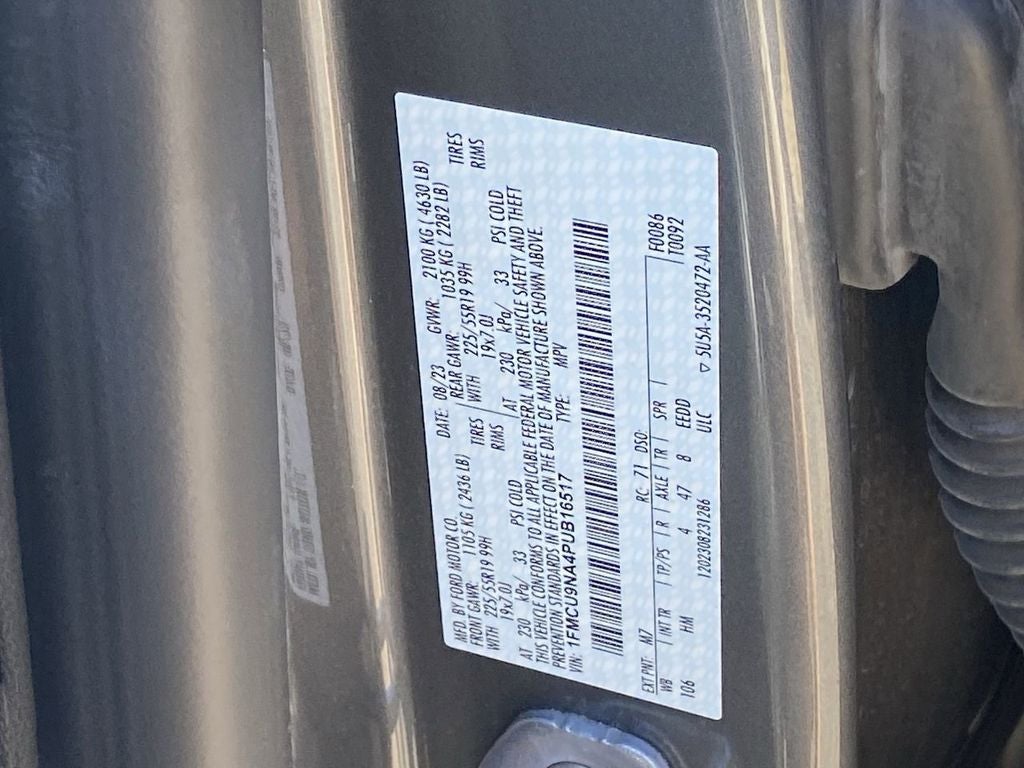 MFD. BY FORD MOTOR CO. DATE: 08/23 GVWR: 2100 KG ( 4630 LB)
FRONT GAWR: 1105 KG ( 2436 LB) REAR GAWR: 1035 KG ( 2287 LB)
WITH 225/55R19 99H TIRES WITH 225/55R19 99H TIRES
19x7.0J RIMS 19x7.0J RIMS
AT 230 kPa/ 33 PSI COLD AT 230 kPa/ 33 PSI COLD
THIS VEHICLE CONFORMS TO ALL APPLICABLE FEDERAL MOTOR VEHICLE SAFETY AND THEFT
PREVENTION STANDARDS IN EFFECT ON THE DATE OF MANUFACTURE SHOWN ABOVE.
VIN: 1FMCU9NA4PUB16517 TYPE: MPV
EXT PNT: M7 RC: 71 DSO: F0086
WB | INT TR | TP/PS | R | AXLE | TR | SPR | T0092
106 HM 4 47 8 EEDD
1202308231286 ULC ▽ 5U5A-3520472-AA